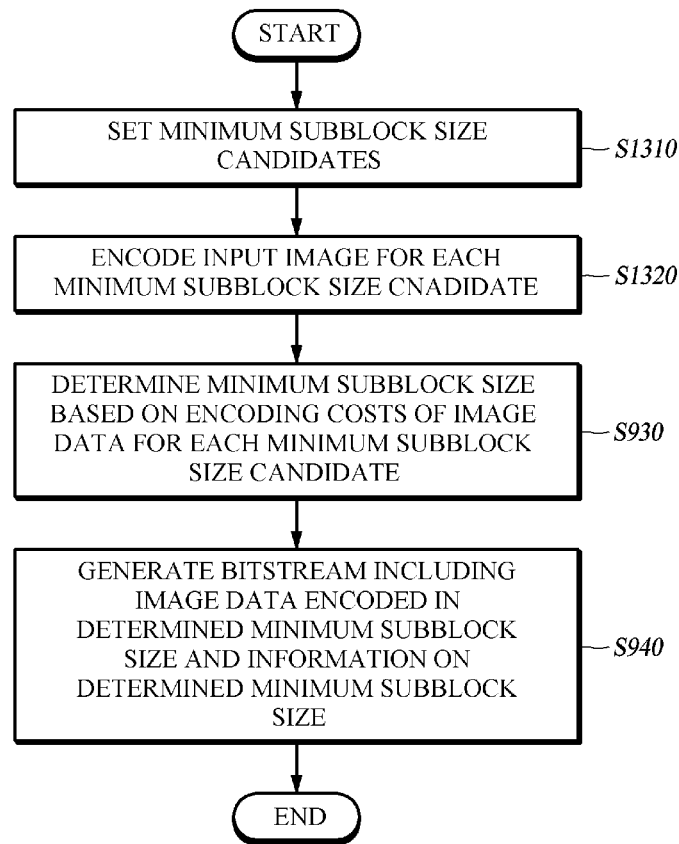 START
SET MINIMUM SUBBLOCK SIZE
CANDIDATES
S1310
ENCODE INPUT IMAGE FOR EACH
MINIMUM SUBBLOCK SIZE CNADIDATE
S1320
DETERMINE MINIMUM SUBBLOCK SIZE
BASED ON ENCODING COSTS OF IMAGE
DATA FOR EACH MINIMUM SUBBLOCK
SIZE CANDIDATE
S930
GENERATE BITSTREAM INCLUDING
IMAGE DATA ENCODED IN
DETERMINED MINIMUM SUBBLOCK
SIZE AND INFORMATION ON
DETERMINED MINIMUM SUBBLOCK
SIZE
S940
END